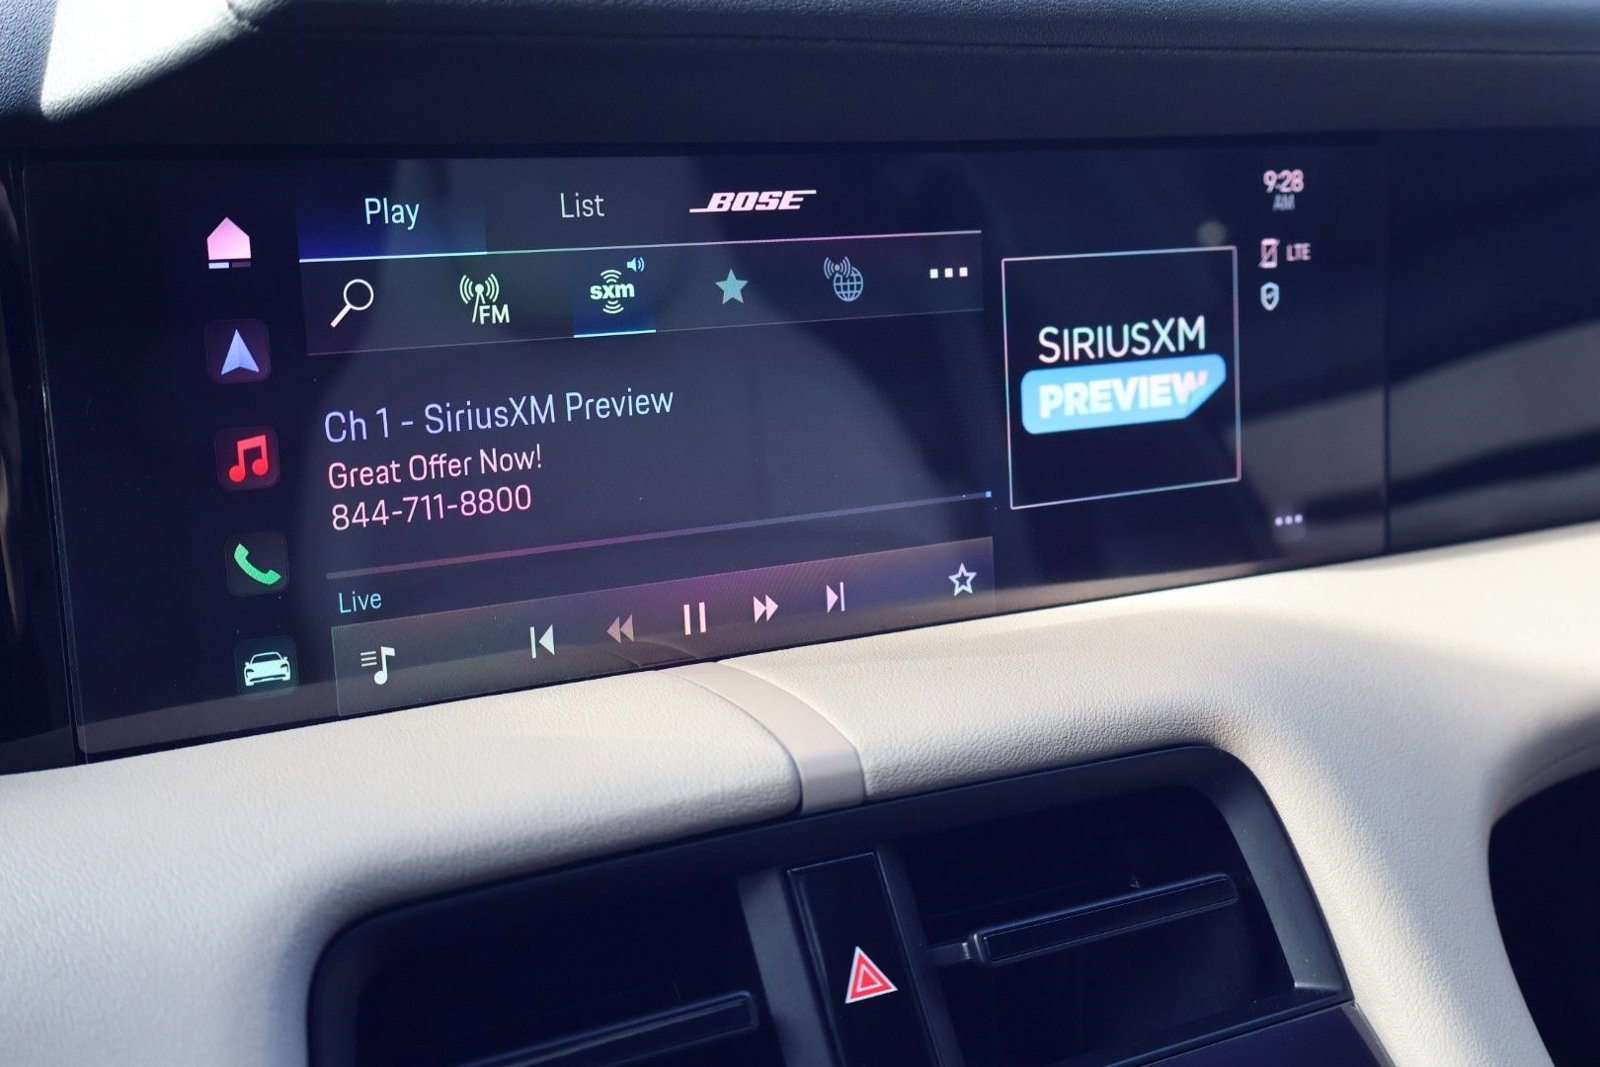 Play
List
BOSE
9:28
AM
LTE
FM
sxm
SIRIUSXM
PREVIEW
Ch 1 - SiriusXM Preview
Great Offer Now!
844-711-8800
Live